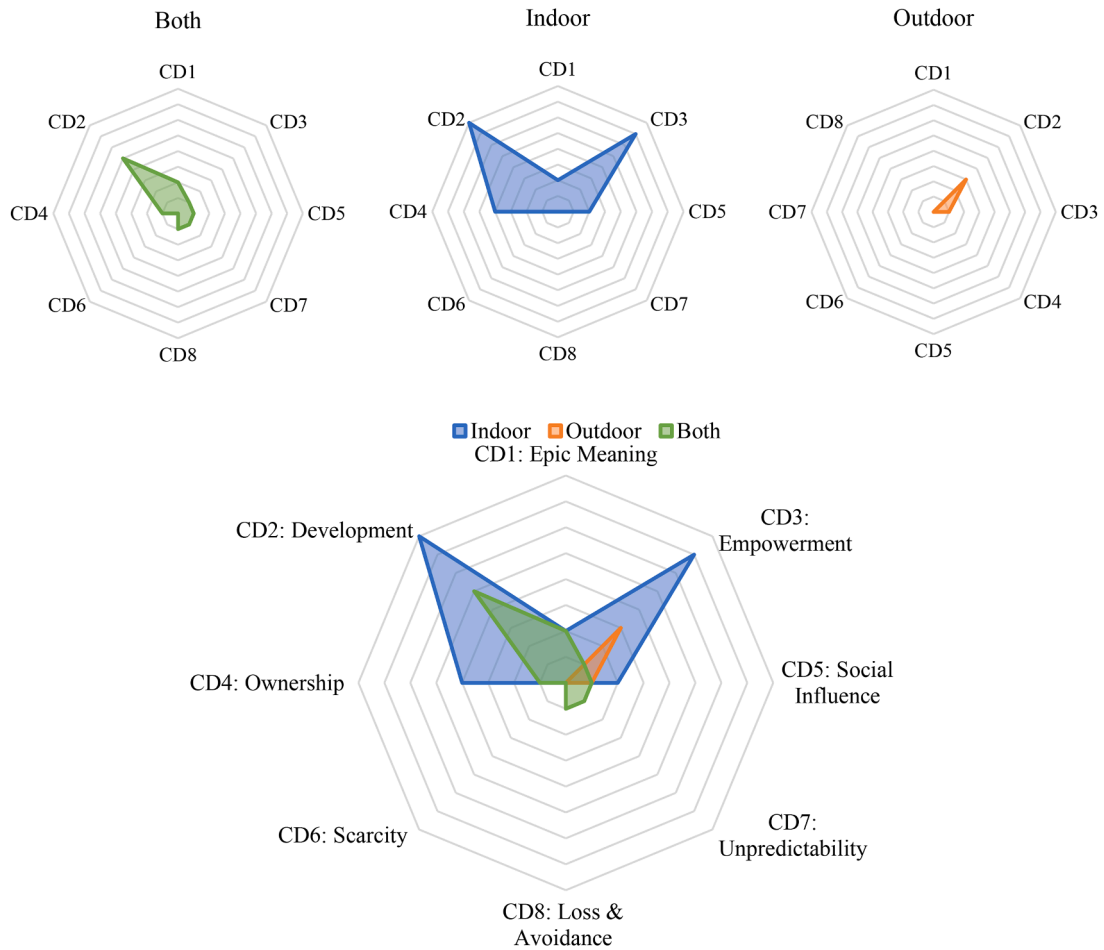 Both
Indoor
Outdoor
CD1
CD2
CD3
CD4
CD5
CD6
CD7
CD8
CD1
CD2
CD3
CD4
CD5
CD6
CD7
CD8
CD1
CD8
CD2
CD7
CD3
CD6
CD4
CD5
Indoor Outdoor Both
CD1: Epic Meaning
CD2: Development
CD3:
Empowerment
CD4: Ownership
CD5: Social
Influence
CD6: Scarcity
CD7:
Unpredictability
CD8: Loss &
Avoidance